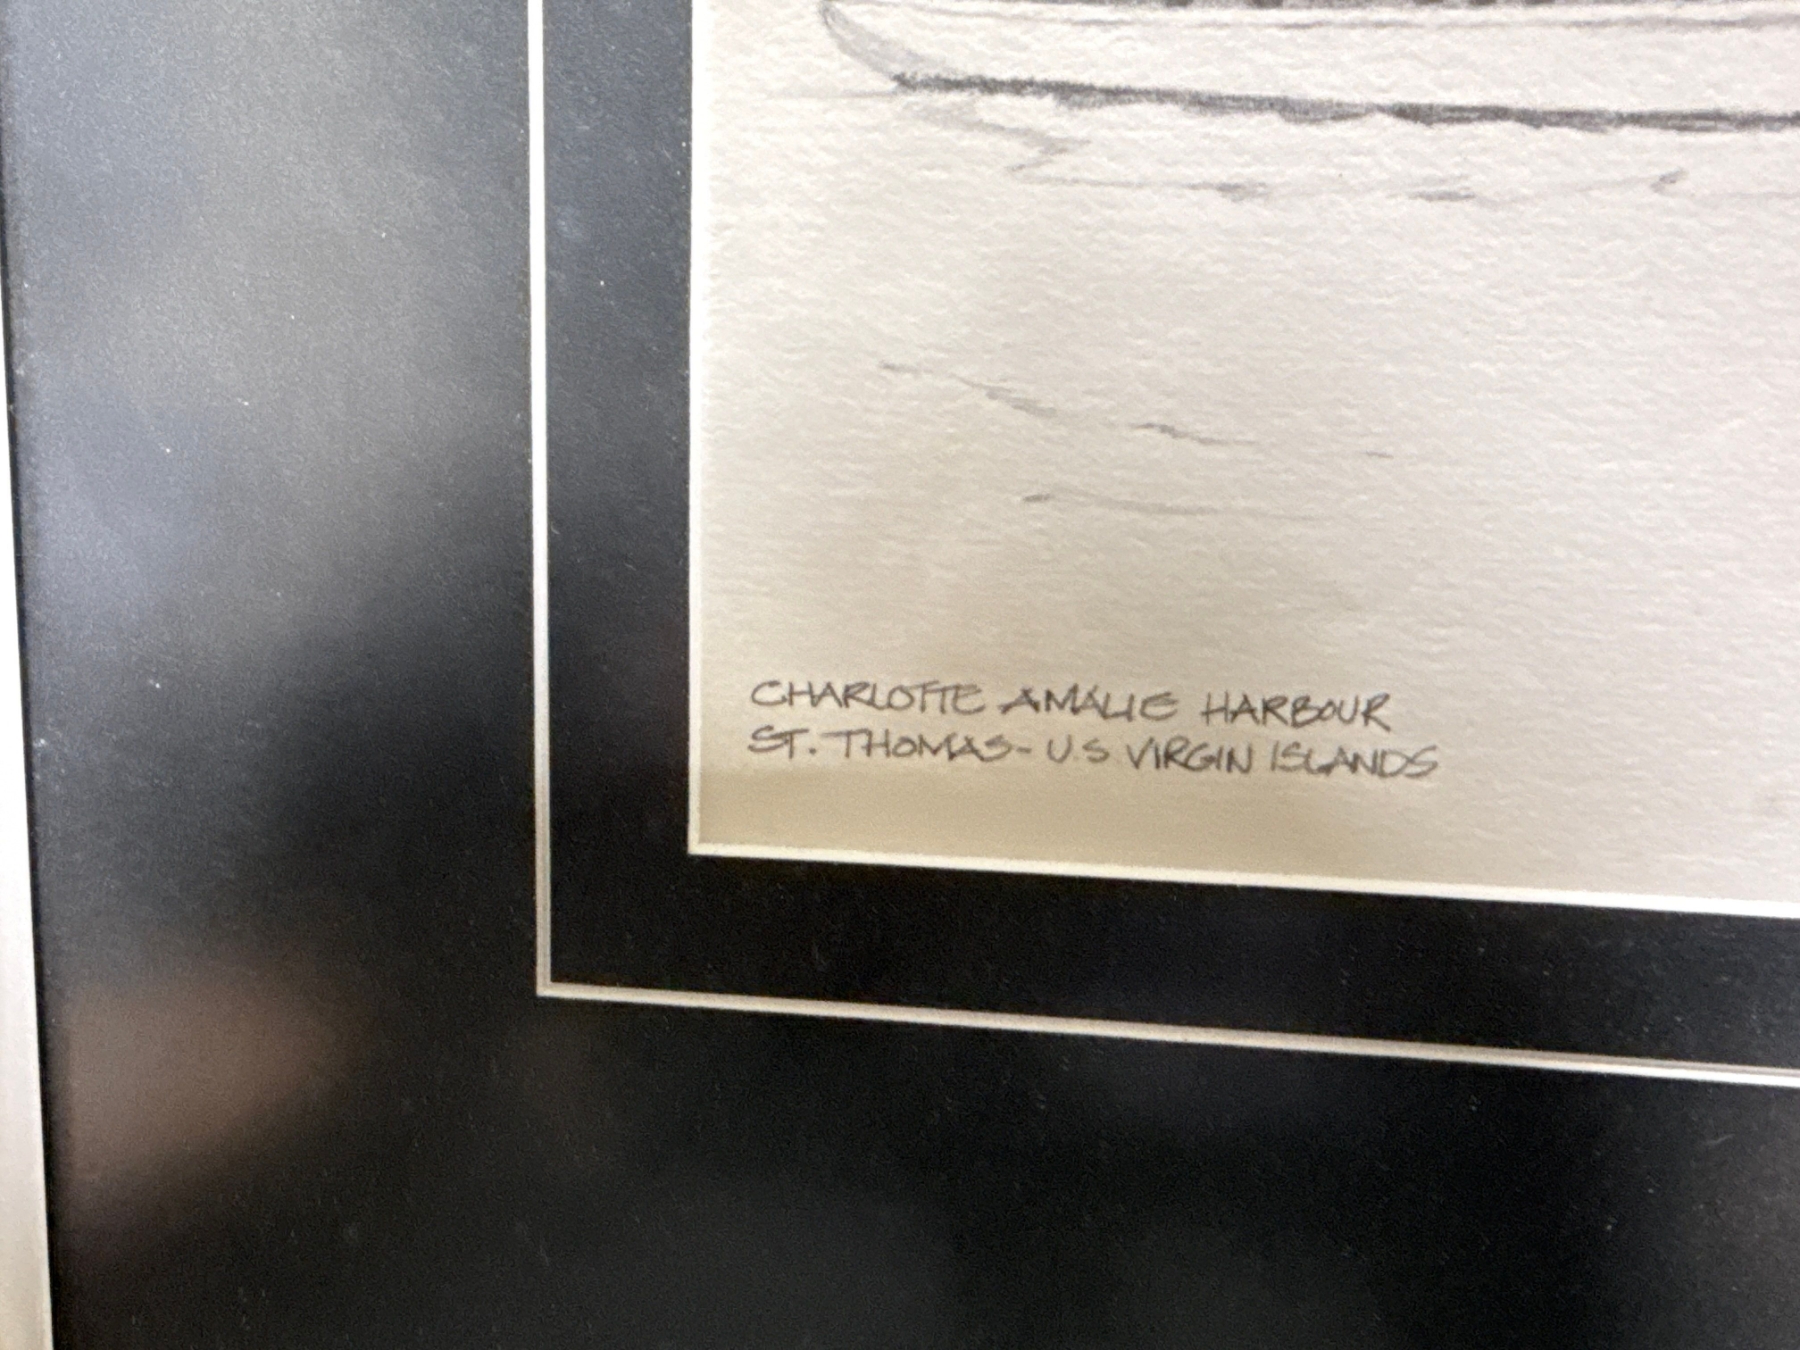 CHARLOTTE AMALIE HARBOUR
ST. THOMAS- U.S VIRGIN ISLANDS